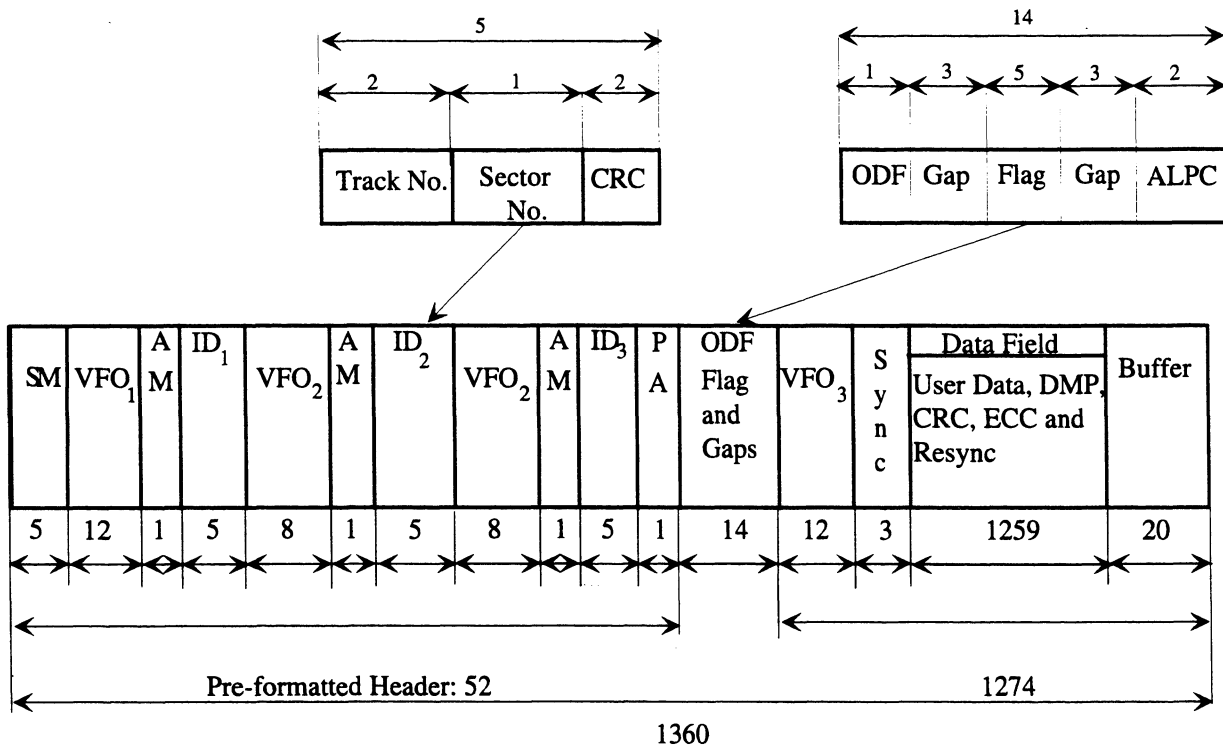 5
14
2 1 2
1 3 5 3 2
Track No. Sector No. CRC
ODF Gap Flag Gap ALPC
SM
VFO1
A M
ID1
VFO2
A M
ID2
VFO2
A M
ID3
P A
ODF Flag and Gaps
VFO3
Sync
Data Field
User Data, DMP, CRC, ECC and Resync
Buffer
5 12 1 5 8 1 5 8 1 5 1 14 12 3 1259 20
Pre-formatted Header: 52
1274
1360